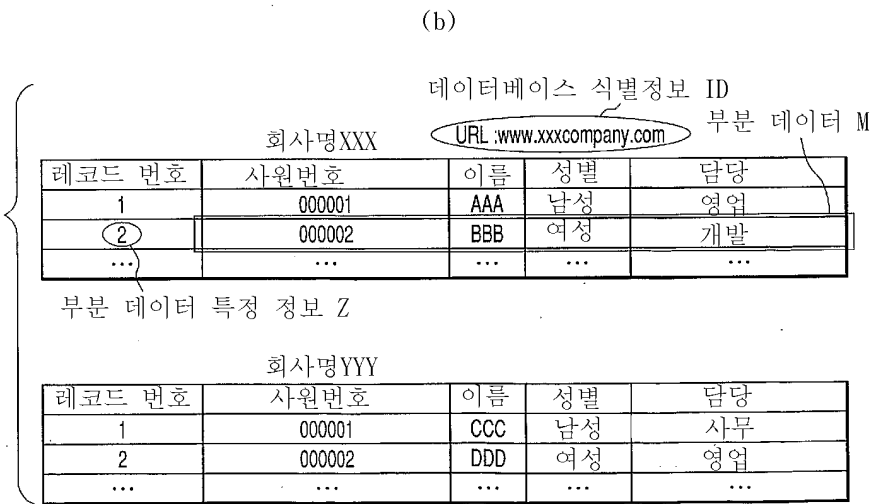 (b)
데이터베이스 식별정보 ID
회사명XXX URL :www.xxxcompany.com 부분 데이터 M
레코드 번호 사원번호 이름 성별 담당
1 000001 AAA 남성 영업
2 000002 BBB 여성 개발
… … … … …
부분 데이터 특정 정보 Z
회사명YYY
레코드 번호 사원번호 이름 성별 담당
1 000001 CCC 남성 사무
2 000002 DDD 여성 영업
… … … … …